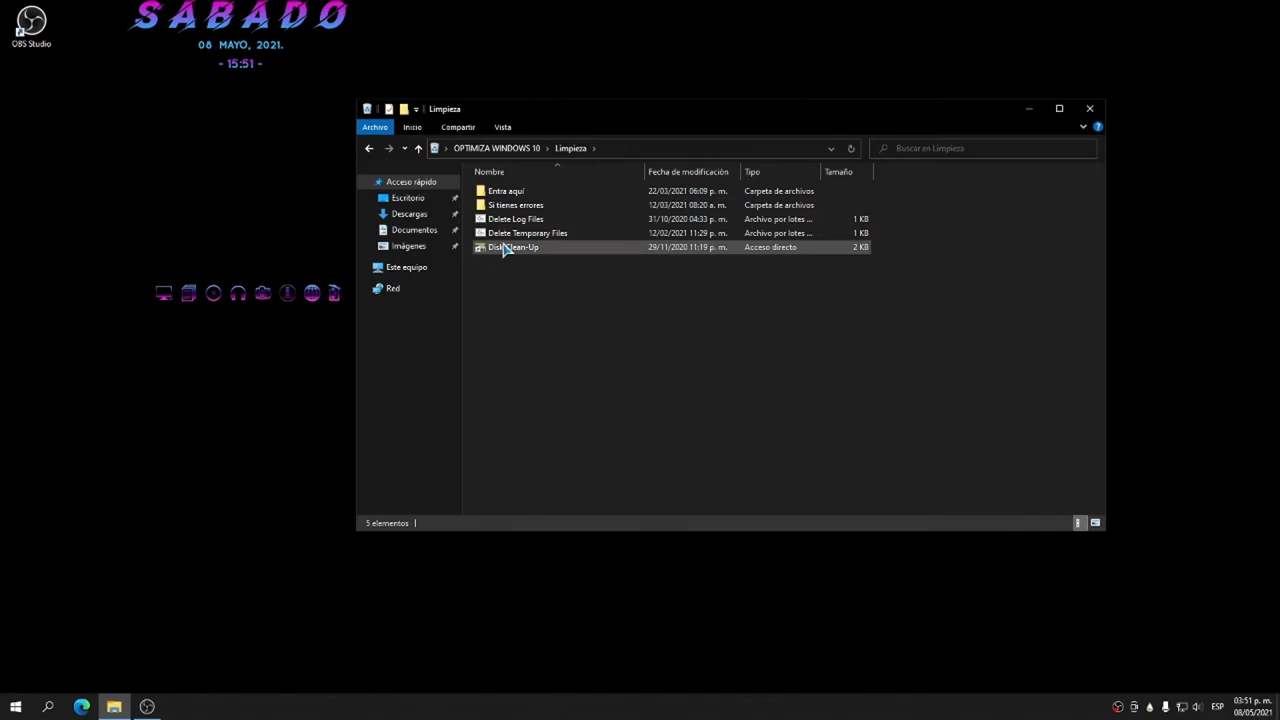 SABADO
08 MAYO, 2021.
- 15:51 -
OBS Studio
Limpieza
Archivo Inicio Compartir Vista
OPTIMIZA WINDOWS 10 > Limpieza >
Buscar en Limpieza
Nombre Fecha de modificación Tipo Tamaño
Acceso rápido
Escritorio
Descargas
Documentos
Imágenes
Este equipo
Red
Entra aquí 22/03/2021 06:09 p. m. Carpeta de archivos
Si tienes errores 12/03/2021 08:20 a. m. Carpeta de archivos
Delete Log Files 31/10/2020 04:33 p. m. Archivo por lotes ... 1 KB
Delete Temporary Files 12/02/2021 11:29 p. m. Archivo por lotes ... 1 KB
Disk Clean-Up 29/11/2020 11:19 p. m. Acceso directo 2 KB
5 elementos
ESP
03:51 p. m.
08/05/2021